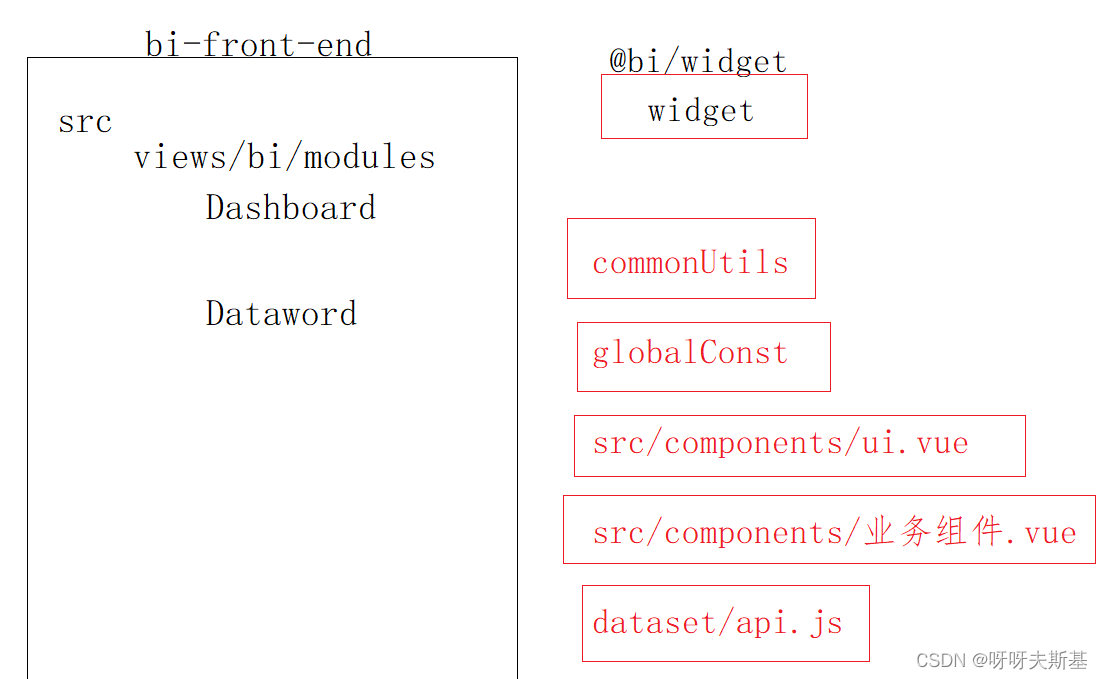 bi-front-end
src
views/bi/modules
Dashboard
Dataword
@bi/widget
widget
commonUtils
globalConst
src/components/ui.vue
src/components/业务组件.vue
dataset/api.js
CSDN @呀呀夫斯基